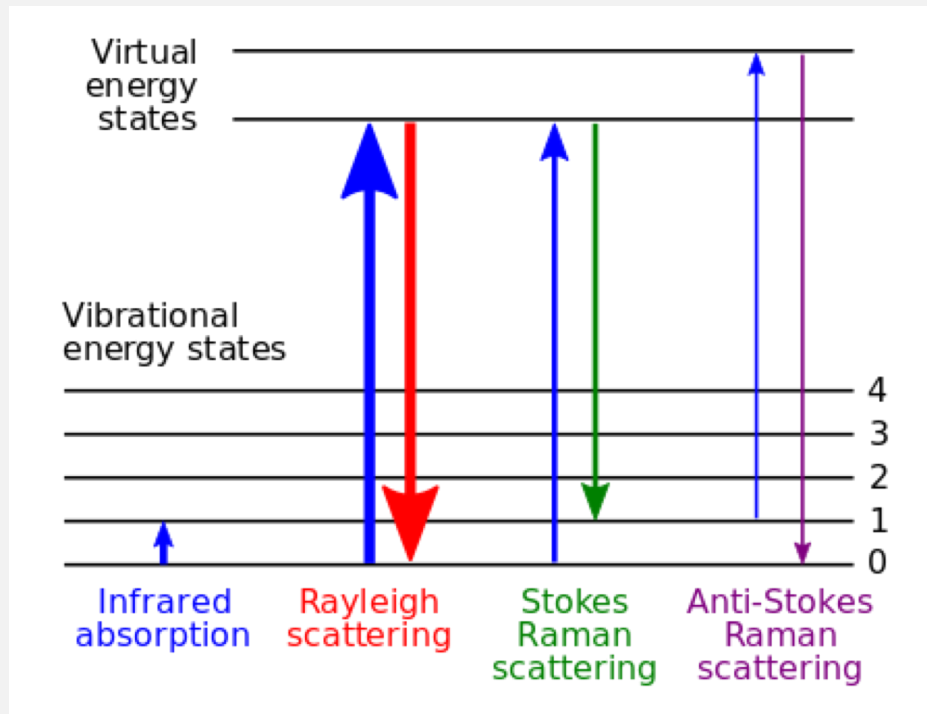 Virtual
energy
states
Vibrational
energy states
4
3
2
1
0
Infrared
absorption
Rayleigh
scattering
Stokes
Raman
scattering
Anti-Stokes
Raman
scattering